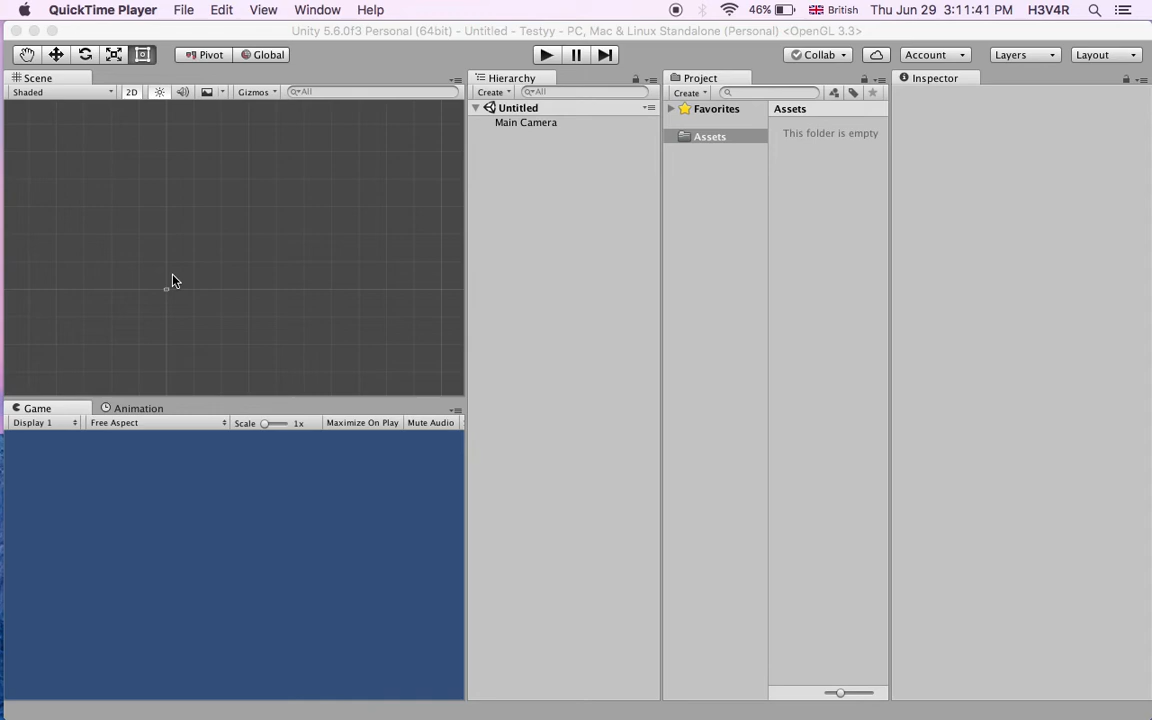 QuickTime Player File Edit View Window Help 46% British Thu Jun 29 3:11:41 PM H3V4R
Unity 5.6.0f3 Personal (64bit) - Untitled - Testyy - PC, Mac & Linux Standalone (Personal) <OpenGL 3.3>
Pivot Global Collab Account Layers Layout
Scene Hierarchy Project Inspector
Shaded 2D Gizmos All Create All Create
Untitled Favorites Assets
Main Camera Assets This folder is empty
Game Animation
Display 1 Free Aspect Scale 1x Maximize On Play Mute Audio